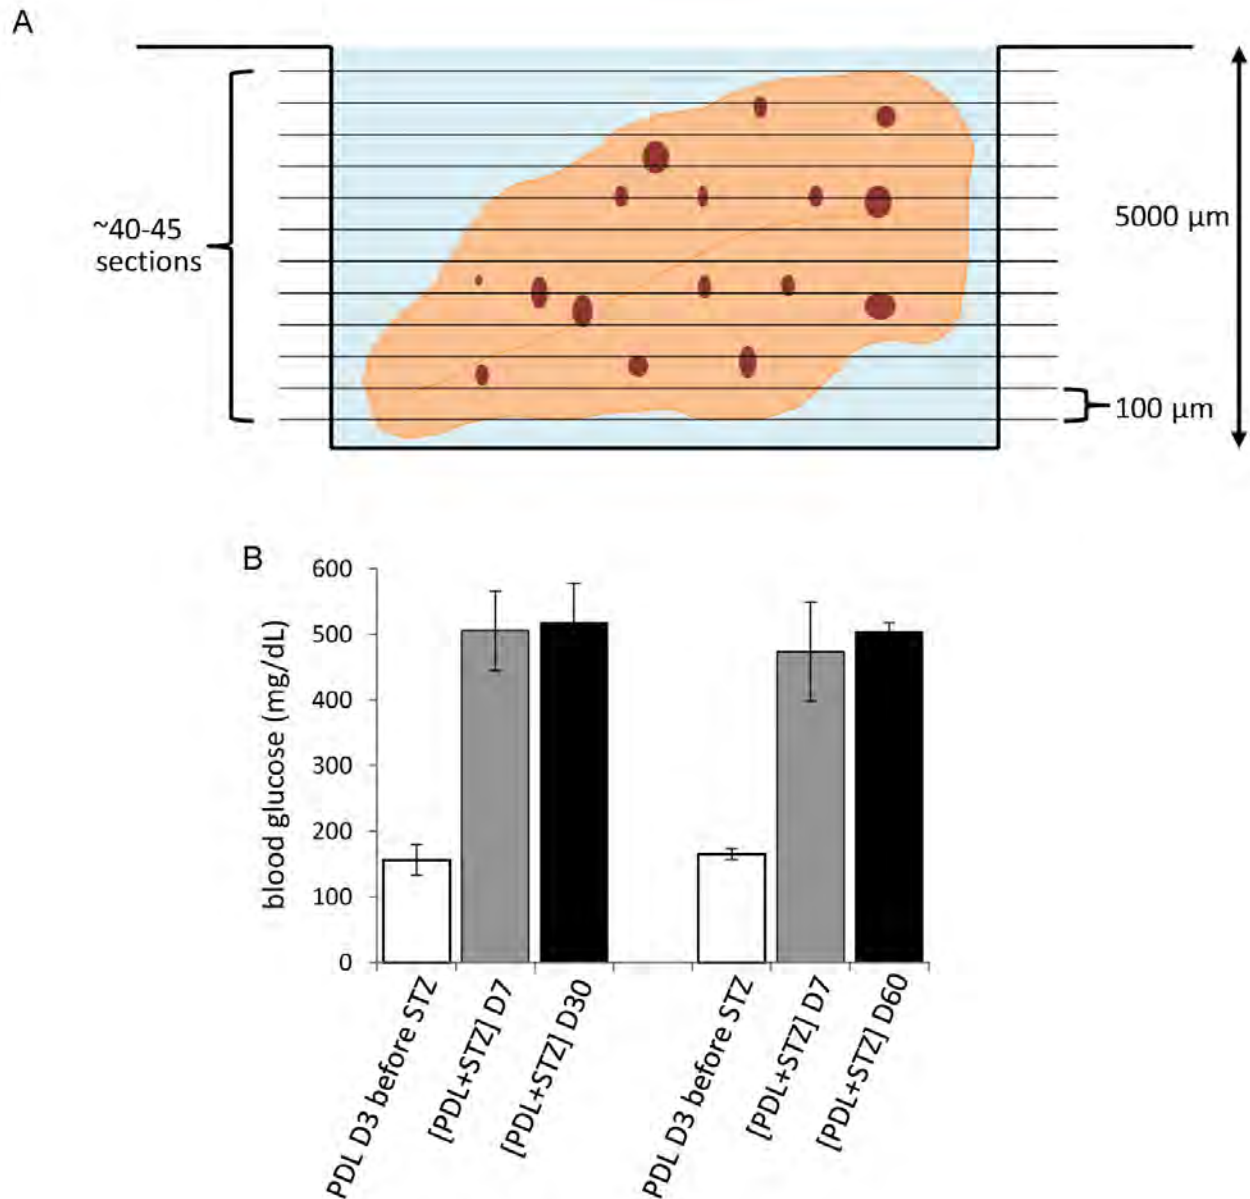 A
~40-45
sections
5000 µm
100 µm
B
blood glucose (mg/dL)
600
500
400
300
200
100
0
PDL D3 before STZ
[PDL+STZ] D7
[PDL+STZ] D30
PDL D3 before STZ
[PDL+STZ] D7
[PDL+STZ] D60